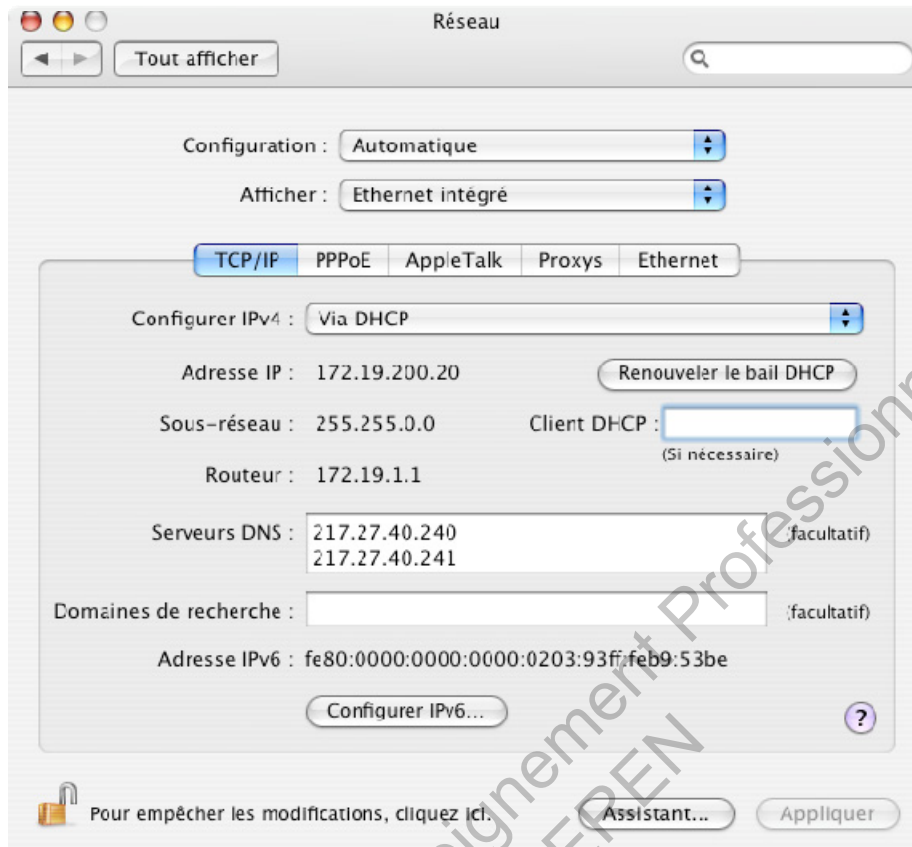 Réseau
Tout afficher
Configuration : Automatique
Afficher : Ethernet intégré
TCP/IP PPPoE AppleTalk Proxys Ethernet
Configurer IPv4 : Via DHCP
Adresse IP : 172.19.200.20 Renouveler le bail DHCP
Sous-réseau : 255.255.0.0 Client DHCP :
(Si nécessaire)
Routeur : 172.19.1.1
Serveurs DNS : 217.27.40.240 (facultatif)
217.27.40.241
Domaines de recherche : (facultatif)
Adresse IPv6 : fe80:0000:0000:0000:0203:93ff:feb9:53be
Configurer IPv6... ?
Pour empêcher les modifications, cliquez ici. Assistant... Appliquer
ignement Professionn
EREN